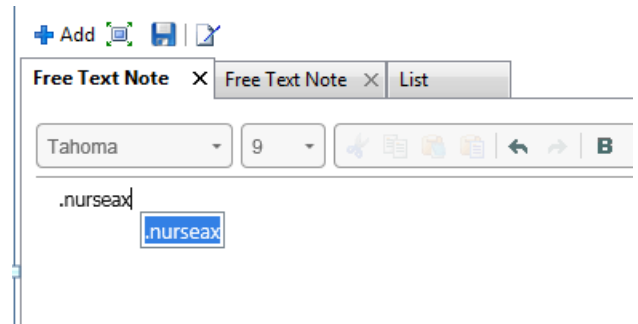 Add
Free Text Note X Free Text Note X List
Tahoma 9 B
.nurseax
.nurseax